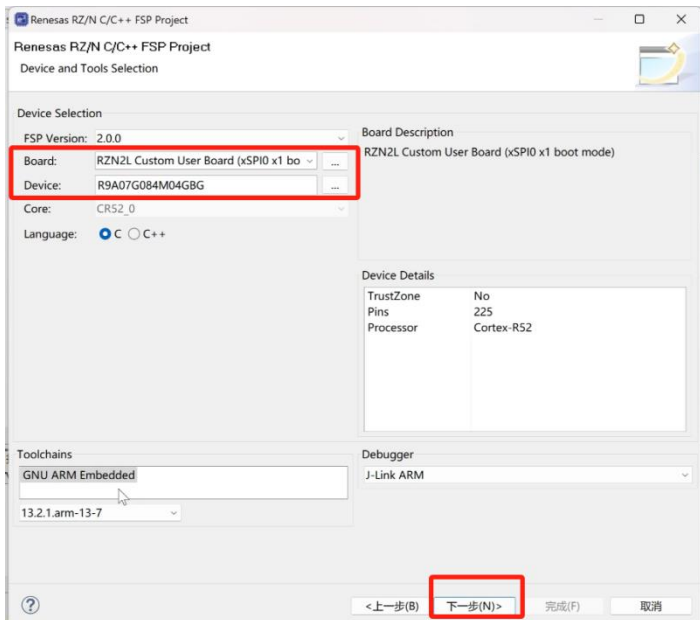 Renesas RZ/N C/C++ FSP Project
Renesas RZ/N C/C++ FSP Project
Device and Tools Selection
Device Selection
FSP Version: 2.0.0
Board: RZN2L Custom User Board (xSPI0 x1 bo ...
Device: R9A07G084M04GBG ...
Core: CR52_0
Language: C C++
Board Description
RZN2L Custom User Board (xSPI0 x1 boot mode)
Device Details
TrustZone No
Pins 225
Processor Cortex-R52
Toolchains
GNU ARM Embedded
13.2.1.arm-13-7
Debugger
J-Link ARM
? <上一步(B) 下一步(N)> 完成(F) 取消